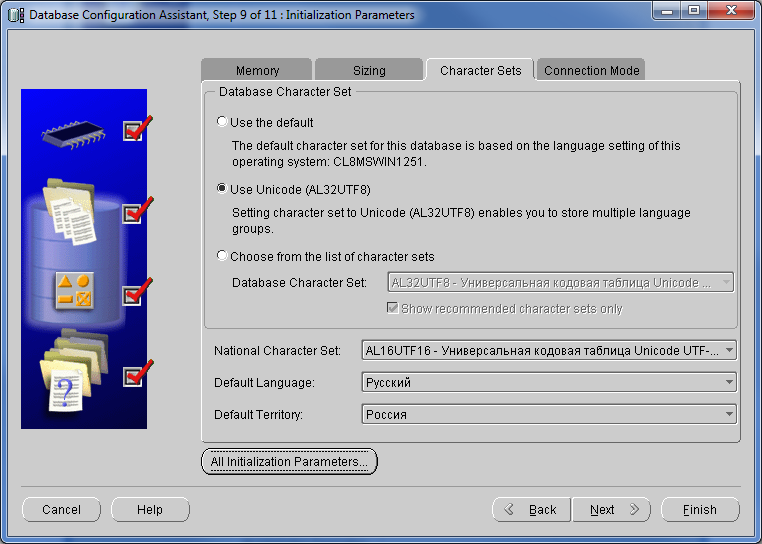 Database Configuration Assistant, Step 9 of 11 : Initialization Parameters
Memory
Sizing
Character Sets
Connection Mode
Database Character Set
Use the default
The default character set for this database is based on the language setting of this
operating system: CL8MSWIN1251.
Use Unicode (AL32UTF8)
Setting character set to Unicode (AL32UTF8) enables you to store multiple language
groups.
Choose from the list of character sets
Database Character Set: AL32UTF8 - Универсальная кодовая таблица Unicode ...
Show recommended character sets only
National Character Set: AL16UTF16 - Универсальная кодовая таблица Unicode UTF-...
Default Language: Русский
Default Territory: Россия
?
All Initialization Parameters...
Cancel
Help
Back
Next
Finish